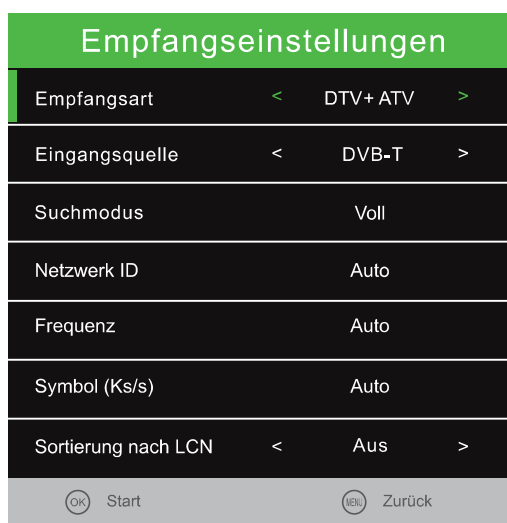 Empfangseinstellungen
Empfangsart < DTV+ ATV >
Eingangsquelle < DVB-T >
Suchmodus Voll
Netzwerk ID Auto
Frequenz Auto
Symbol (Ks/s) Auto
Sortierung nach LCN < Aus >
OK Start MENU Zurück